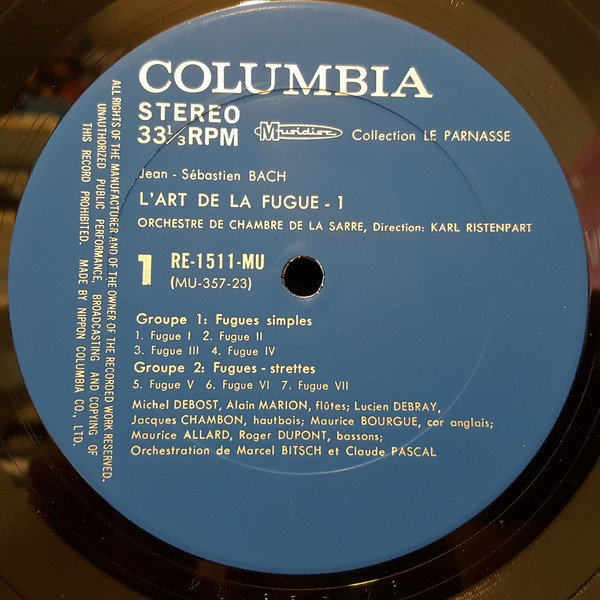 COLUMBIA
STEREO
33 1/3 RPM
Musidisc
Collection LE PARNASSE
Jean - Sébastien BACH
L'ART DE LA FUGUE - 1
ORCHESTRE DE CHAMBRE DE LA SARRE, Direction: KARL RISTENPART
1 RE-1511-MU
(MU-357-23)
Groupe 1: Fugues simples
1. Fugue I 2. Fugue II
3. Fugue III 4. Fugue IV
Groupe 2: Fugues - strettes
5. Fugue V 6. Fugue VI 7. Fugue VII
Michel DEBOST, Alain MARION, flûtes; Lucien DEBRAY,
Jacques CHAMBON, hautbois; Maurice BOURGUE, cor anglais;
Maurice ALLARD, Roger DUPONT, bassons;
Orchestration de Marcel BITSCH et Claude PASCAL
ALL RIGHTS OF THE MANUFACTURER AND OF THE OWNER OF THE RECORDED WORK RESERVED.
UNAUTHORIZED PUBLIC PERFORMANCE, BROADCASTING AND COPYING OF
THIS RECORD PROHIBITED. MADE BY NIPPON COLUMBIA CO., LTD.